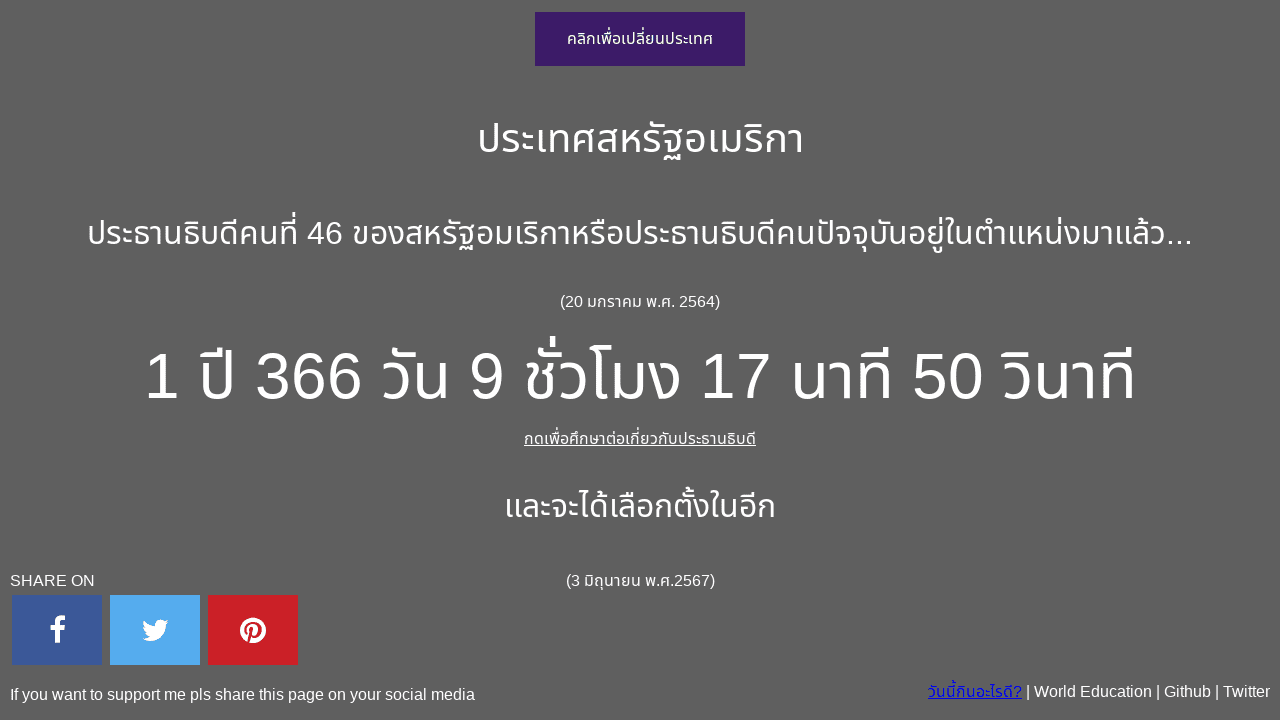 คลิกเพื่อเปลี่ยนประเทศ
ประเทศสหรัฐอเมริกา
ประธานธิบดีคนที่ 46 ของสหรัฐอมเริกาหรือประธานธิบดีคนปัจจุบันอยู่ในตำแหน่งมาแล้ว...
(20 มกราคม พ.ศ. 2564)
1 ปี 366 วัน 9 ชั่วโมง 17 นาที 50 วินาที
กดเพื่อศึกษาต่อเกี่ยวกับประธานธิบดี
และจะได้เลือกตั้งในอีก
(3 มิถุนายน พ.ศ.2567)
SHARE ON
If you want to support me pls share this page on your social media
วันนี้กินอะไรดี? | World Education | Github | Twitter